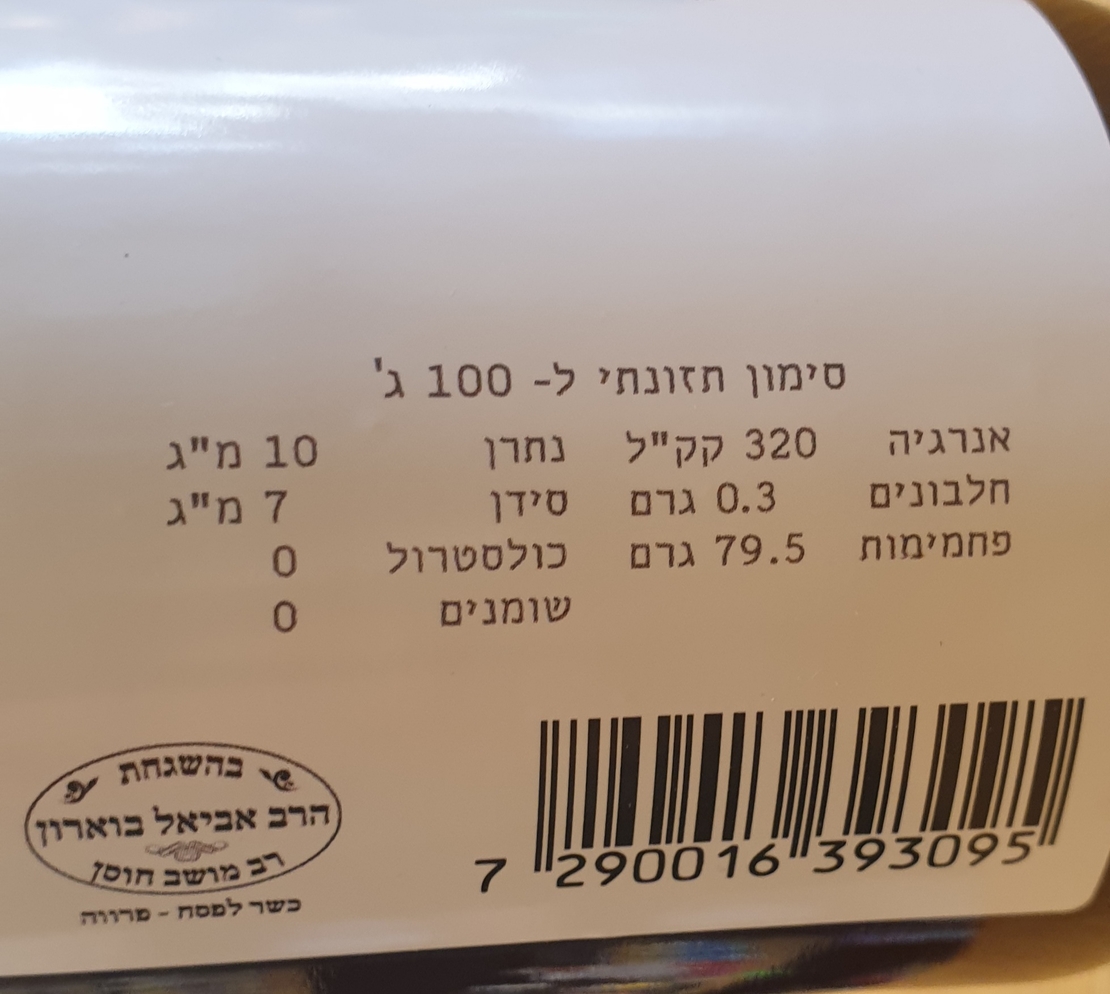 סימון תזונתי ל- 100 ג'
אנרגיה 320 קק"ל נתרן 10 מ"ג
חלבונים 0.3 גרם סידן 7 מ"ג
פחמימות 79.5 גרם כולסטרול 0
שומנים 0
בהשגחת
הרב אביאל בוארון
רב מושב חוסן
כשר לפסח - פרווה
7 290016 393095